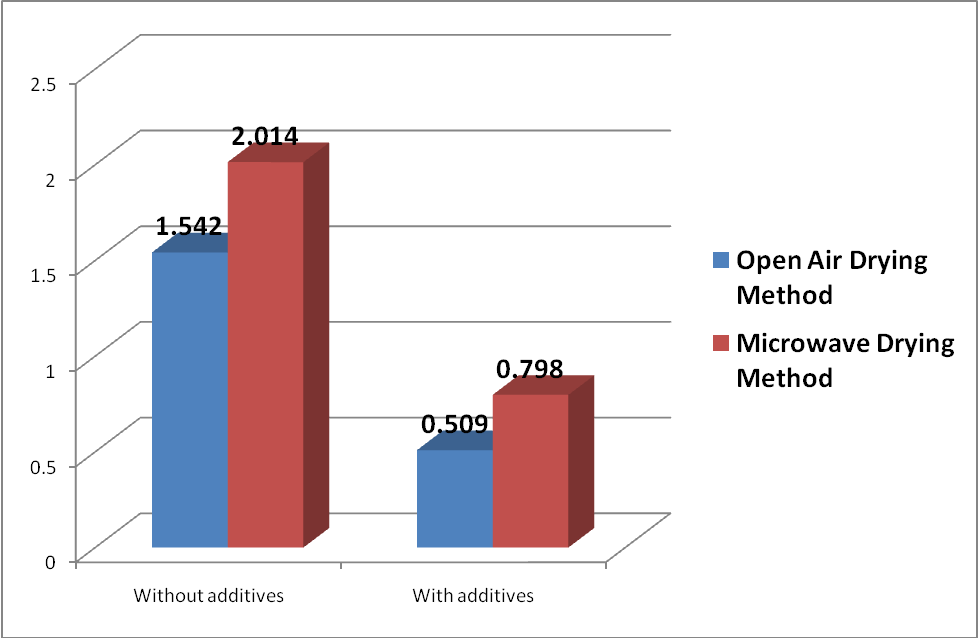 2.5
2
1.5
1
0.5
0
1.542
2.014
0.509
0.798
Without additives
With additives
Open Air Drying
Method
Microwave Drying
Method